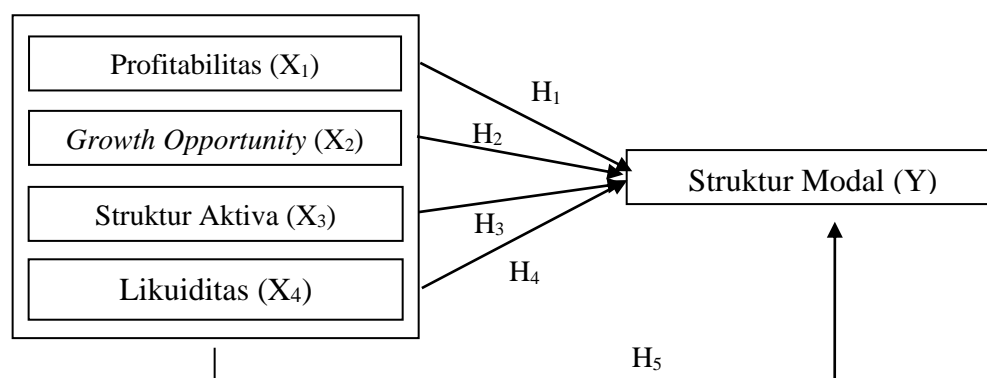 Profitabilitas (X₁)
Growth Opportunity (X₂)
Struktur Aktiva (X₃)
Likuiditas (X₄)
H₁
H₂
H₃
H₄
Struktur Modal (Y)
H₅